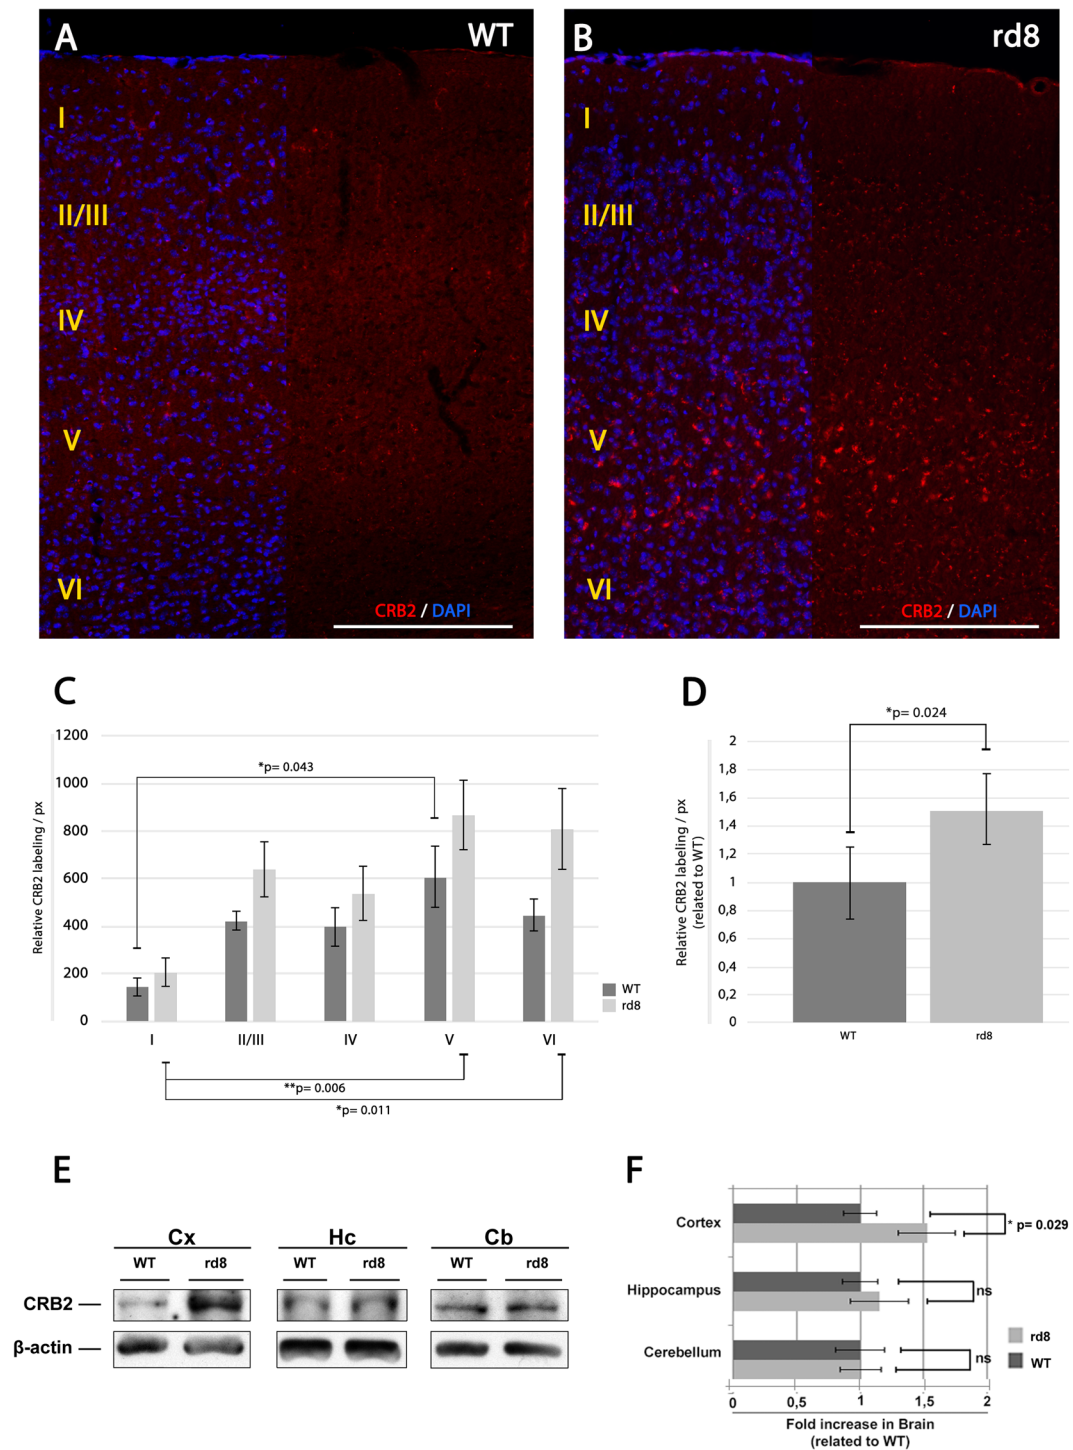 A
WT
I
II/III
IV
V
VI
CRB2 / DAPI
B
rd8
I
II/III
IV
V
VI
CRB2 / DAPI
C
Relative CRB2 labeling / px
1200
1000
800
600
400
200
0
*p= 0.043
I
II/III
IV
V
VI
WT
rd8
**p= 0.006
*p= 0.011
D
Relative CRB2 labeling / px
(related to WT)
2
1,8
1,6
1,4
1,2
1
0,8
0,6
0,4
0,2
0
*p= 0.024
WT
rd8
E
Cx
Hc
Cb
WT
rd8
WT
rd8
WT
rd8
CRB2
β-actin
F
Cortex
* p= 0.029
Hippocampus
ns
Cerebellum
ns
rd8
WT
0
0,5
1
1,5
2
Fold increase in Brain
(related to WT)